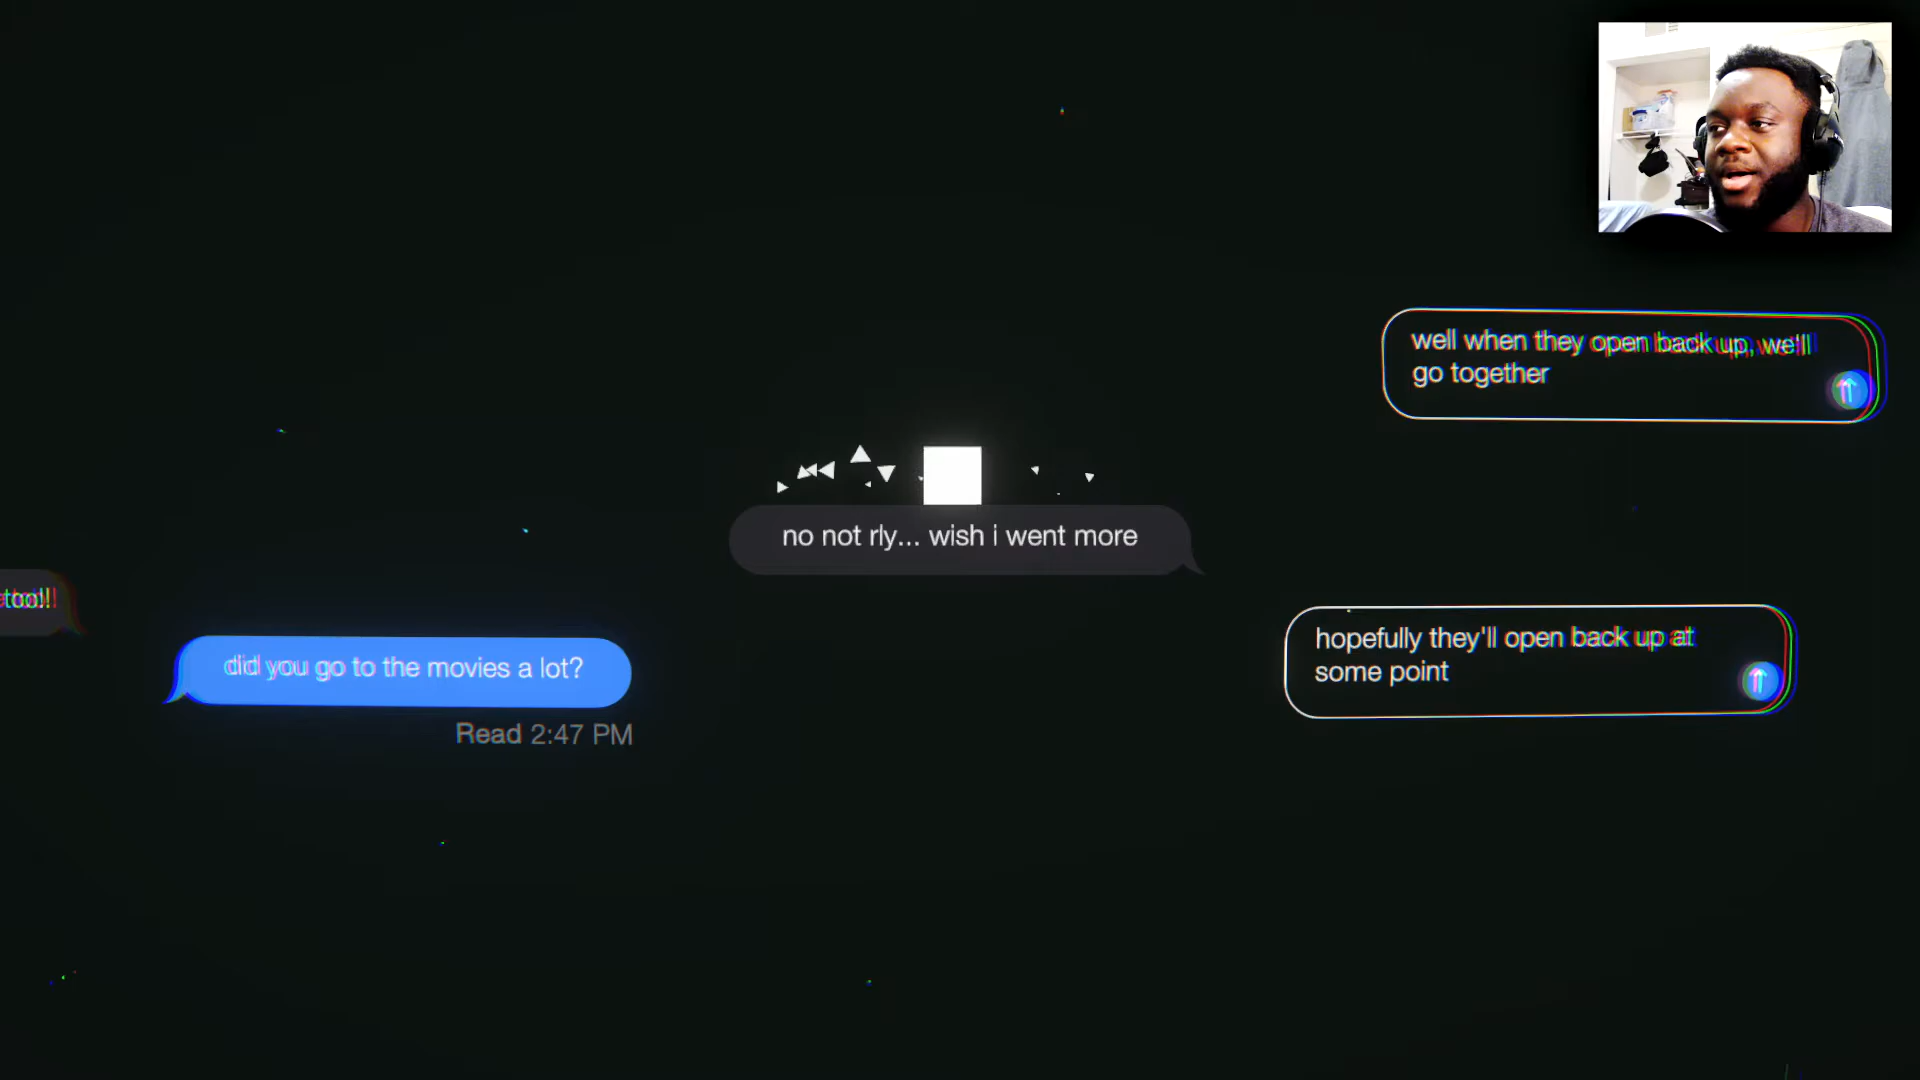 well when they open back up, we'll
go together
no not rly... wish i went more
too!!
did you go to the movies a lot?
Read 2:47 PM
hopefully they'll open back up at
some point